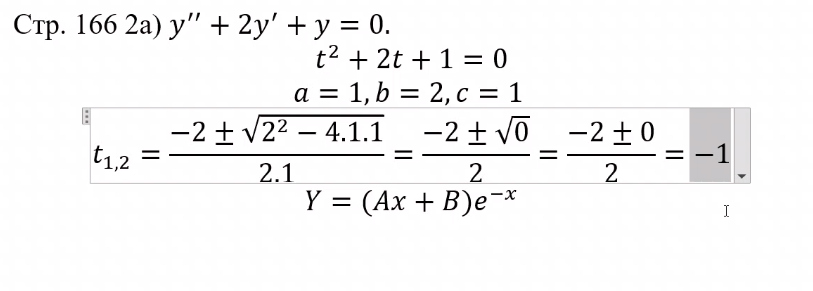 Стр. 166 2а) y′′ + 2y′ + y = 0.
t² + 2t + 1 = 0
a = 1, b = 2, c = 1
t₁,₂ = (−2 ± √(2² − 4.1.1))/2.1 = (−2 ± √0)/2 = (−2 ± 0)/2 = −1
Y = (Ax + B)e⁻ˣ